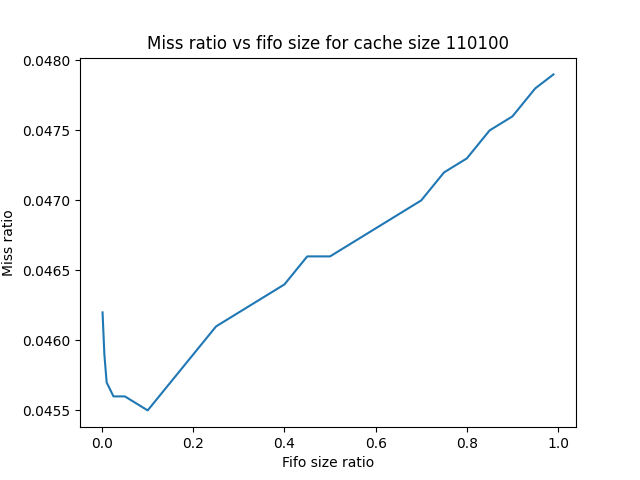 Miss ratio vs fifo size for cache size 110100
0.0480
0.0475
0.0470
0.0465
0.0460
0.0455
Miss ratio
0.0 0.2 0.4 0.6 0.8 1.0
Fifo size ratio